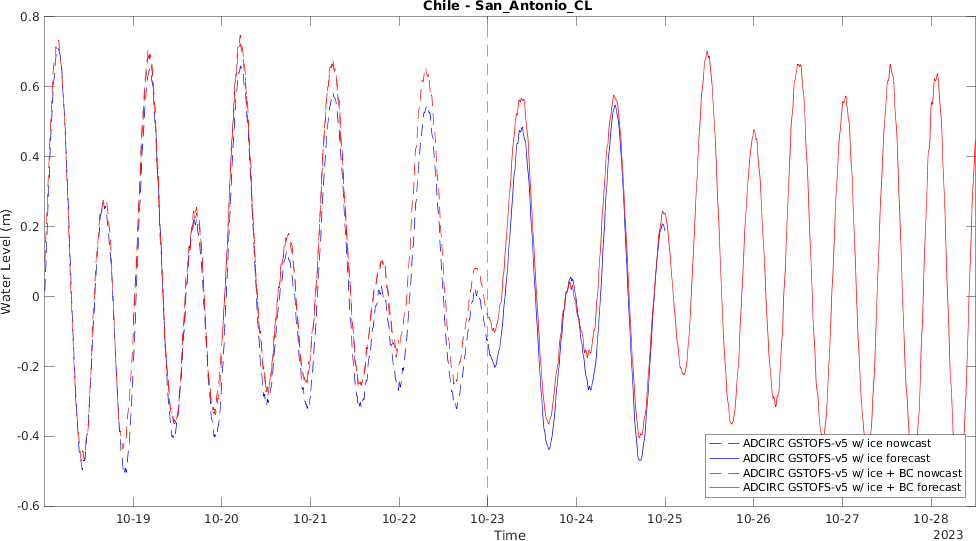 Chile - San_Antonio_CL
0.8
0.6
0.4
0.2
0
-0.2
-0.4
-0.6
Water Level (m)
ADCIRC GSTOFS-v5 w/ ice nowcast
ADCIRC GSTOFS-v5 w/ ice forecast
ADCIRC GSTOFS-v5 w/ ice + BC nowcast
ADCIRC GSTOFS-v5 w/ ice + BC forecast
10-19 10-20 10-21 10-22 10-23 10-24 10-25 10-26 10-27 10-28
Time
2023